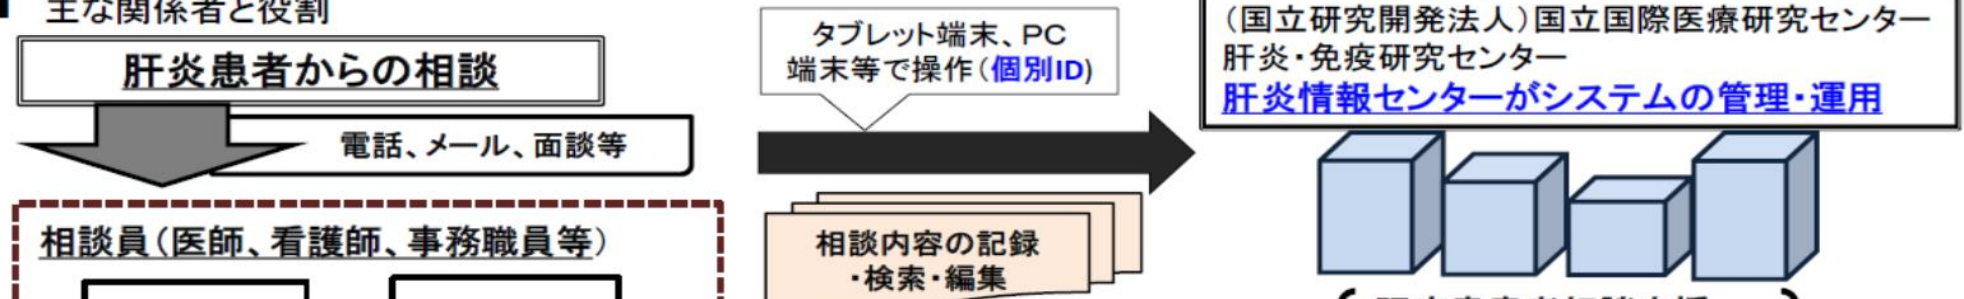 主な関係者と役割
肝炎患者からの相談
電話、メール、面談等
相談員(医師、看護師、事務職員等)
タブレット端末、PC
端末等で操作(個別ID)
相談内容の記録
・検索・編集
(国立研究開発法人)国立国際医療研究センター
肝炎・免疫研究センター
肝炎情報センターがシステムの管理・運用